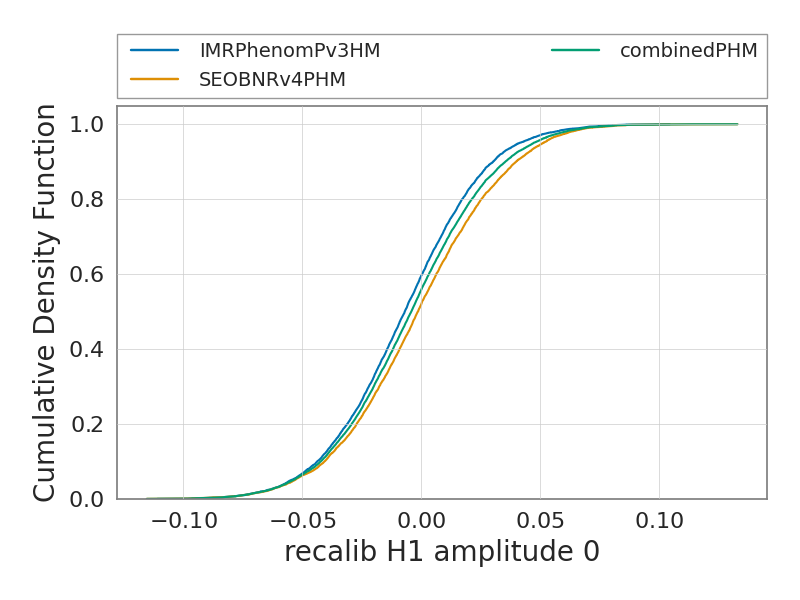 IMRPhenomPv3HM
SEOBNRv4PHM
combinedPHM
Cumulative Density Function
1.0
0.8
0.6
0.4
0.2
0.0
−0.10 −0.05 0.00 0.05 0.10
recalib H1 amplitude 0